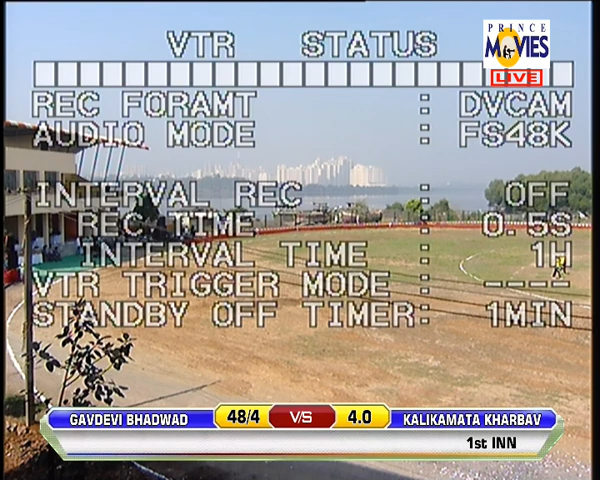 PRINCE
MOVIES
LIVE
VTR STATUS
REC FORAMT : DVCAM
AUDIO MODE : FS48K
INTERVAL REC : OFF
REC TIME : 0.5S
INTERVAL TIME : 1H
VTR TRIGGER MODE : ----
STANDBY OFF TIMER: 1MIN
GAVDEVI BHADWAD 48/4 V/S 4.0 KALIKAMATA KHARBAV
1st INN